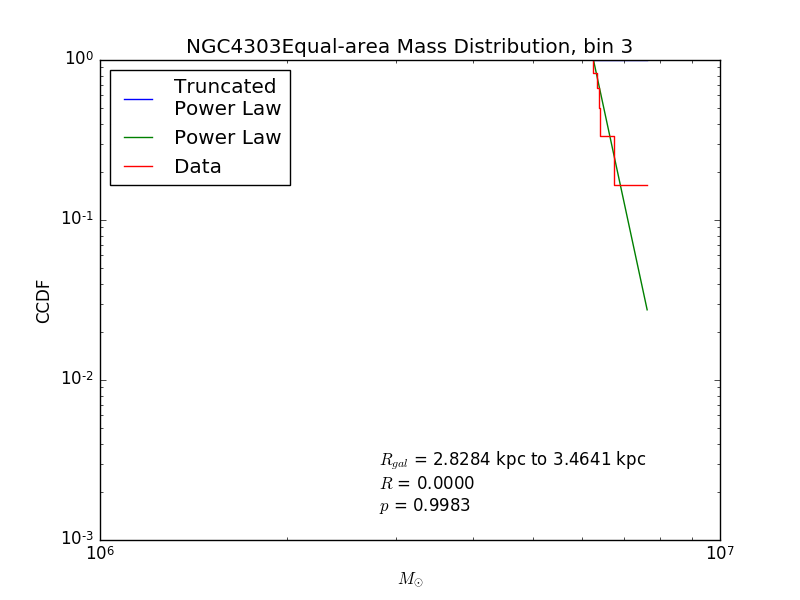 NGC4303Equal-area Mass Distribution, bin 3
10⁰
Truncated
Power Law
Power Law
Data
10⁻¹
CCDF
10⁻²
R_gal = 2.8284 kpc to 3.4641 kpc
R = 0.0000
p = 0.9983
10⁻³
10⁶ 10⁷
M⊙